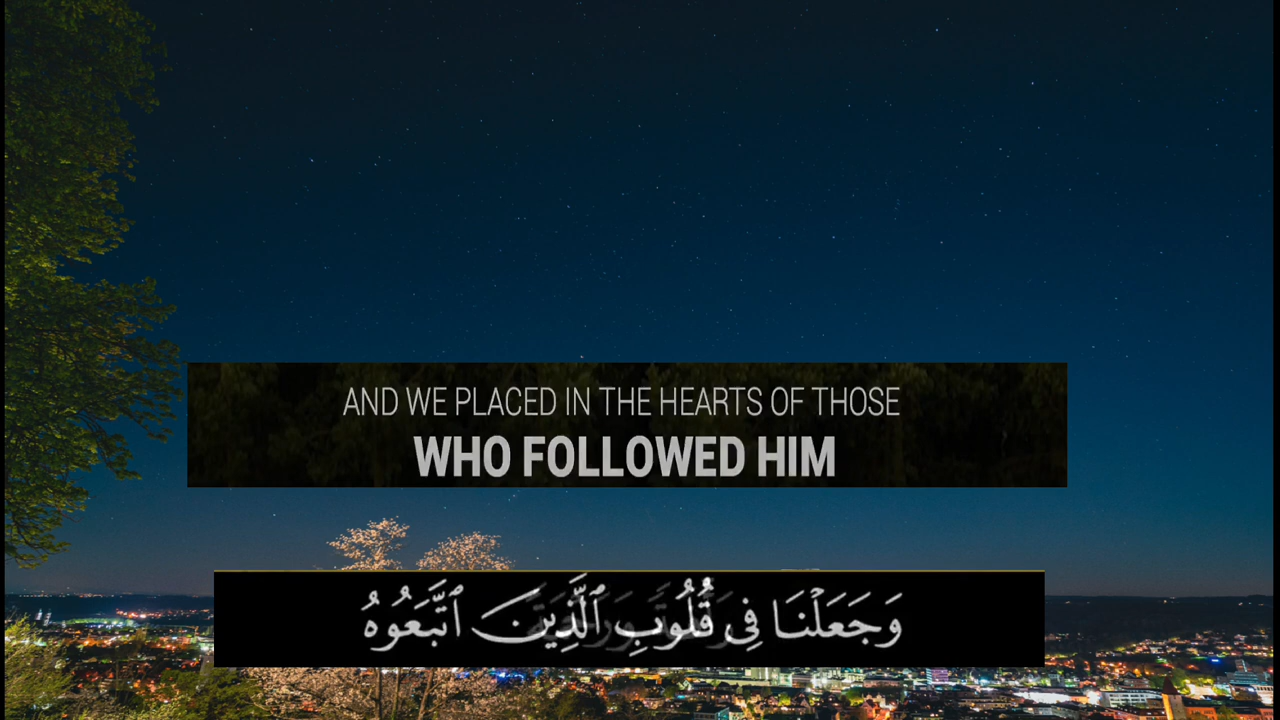 AND WE PLACED IN THE HEARTS OF THOSE
WHO FOLLOWED HIM
وَجَعَلْنَا فِى قُلُوبِ ٱلَّذِينَ ٱتَّبَعُوهُ